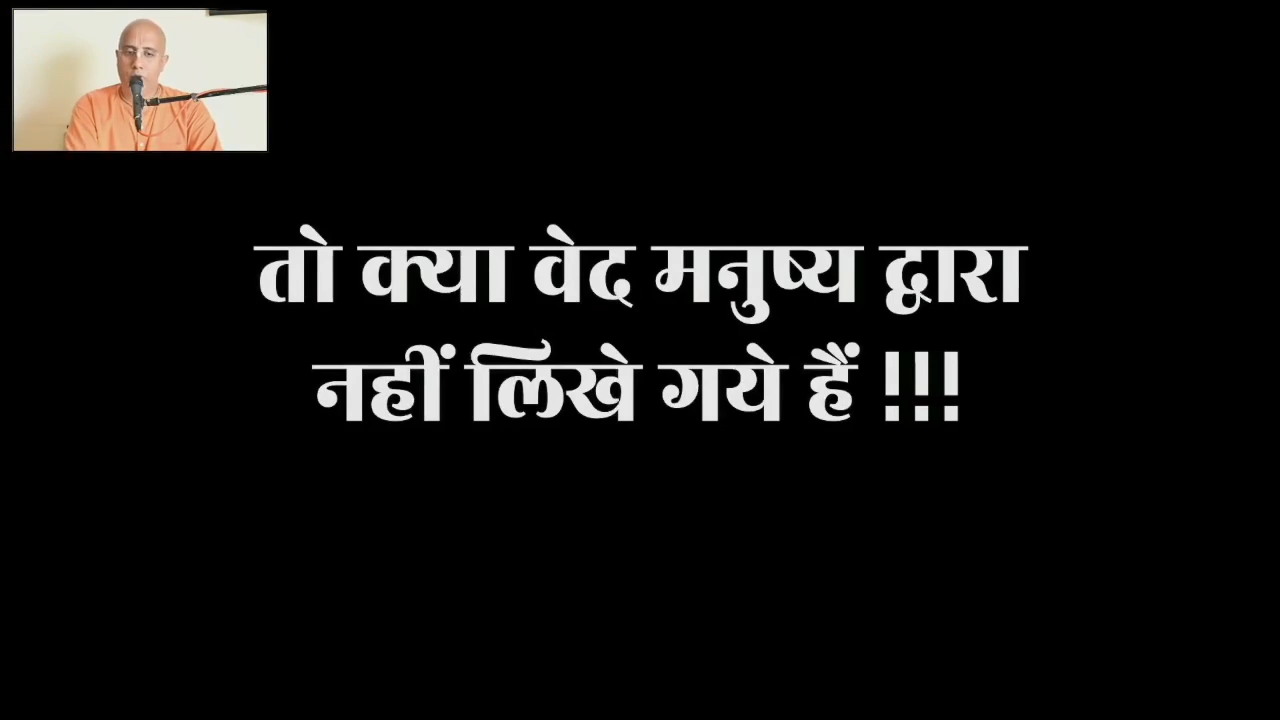 तो क्या वेद मनुष्य द्वारा
नहीं लिखे गये हैं !!!